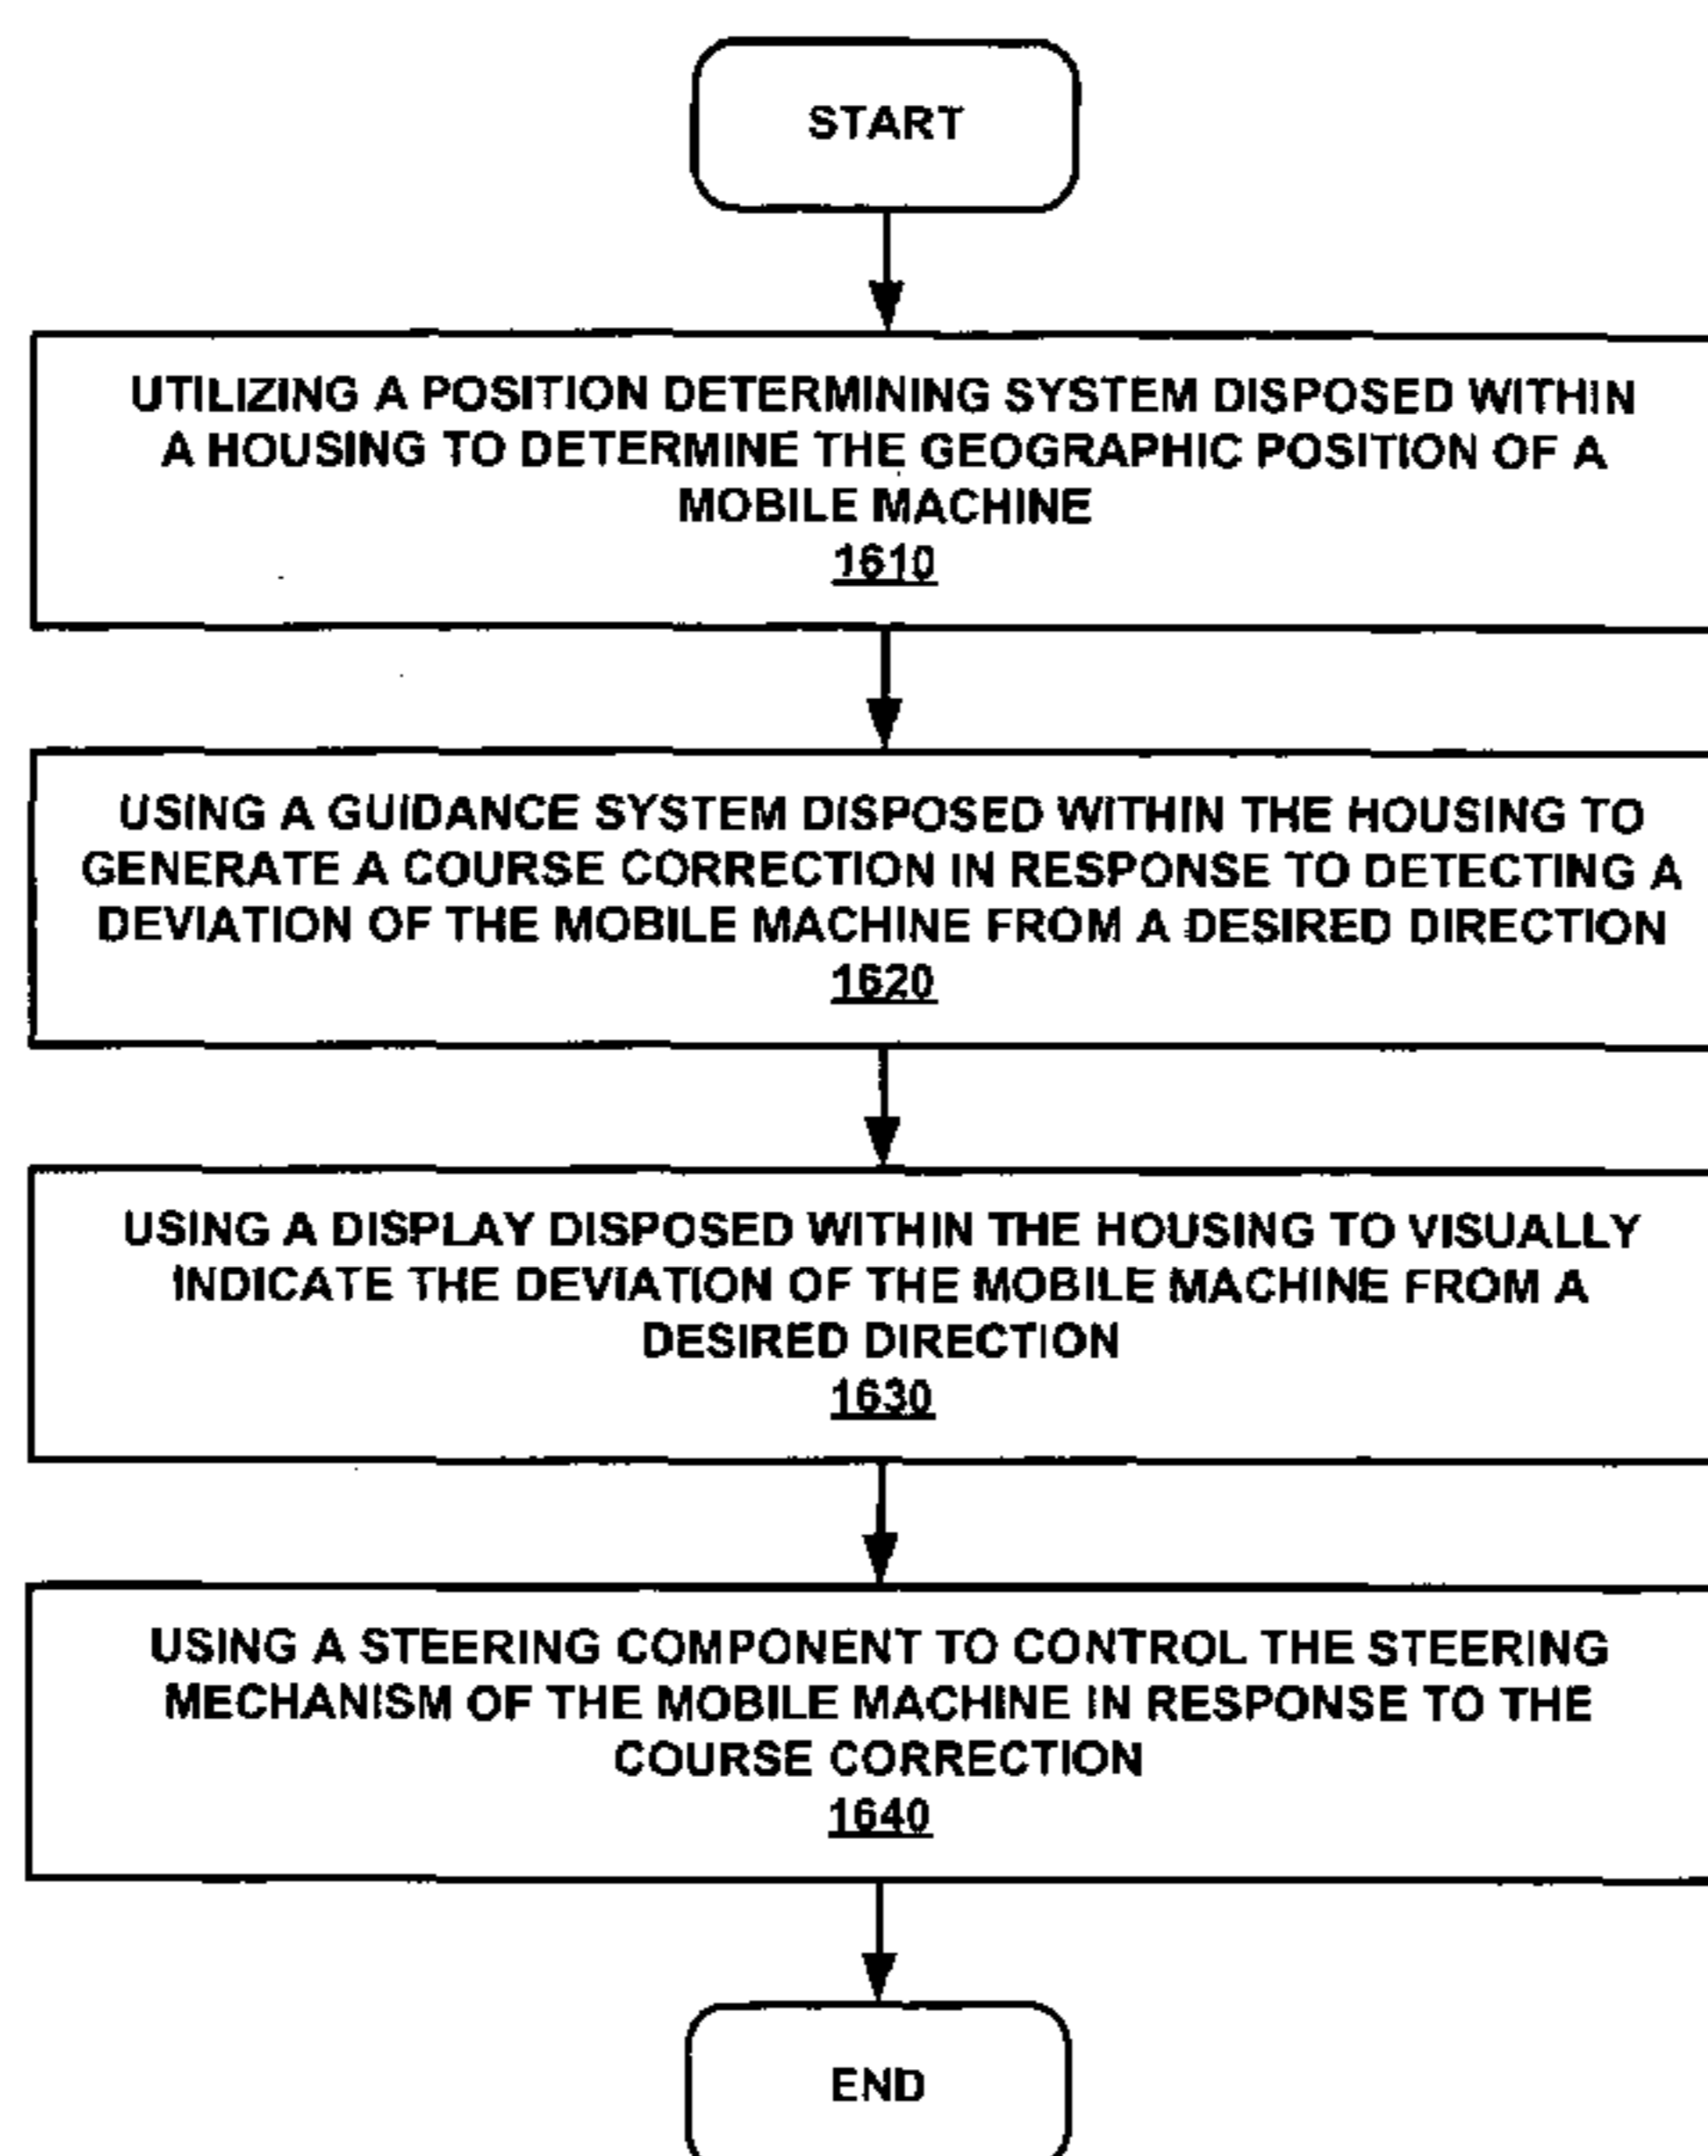 START
UTILIZING A POSITION DETERMINING SYSTEM DISPOSED WITHIN
A HOUSING TO DETERMINE THE GEOGRAPHIC POSITION OF A
MOBILE MACHINE
1610
USING A GUIDANCE SYSTEM DISPOSED WITHIN THE HOUSING TO
GENERATE A COURSE CORRECTION IN RESPONSE TO DETECTING A
DEVIATION OF THE MOBILE MACHINE FROM A DESIRED DIRECTION
1620
USING A DISPLAY DISPOSED WITHIN THE HOUSING TO VISUALLY
INDICATE THE DEVIATION OF THE MOBILE MACHINE FROM A
DESIRED DIRECTION
1630
USING A STEERING COMPONENT TO CONTROL THE STEERING
MECHANISM OF THE MOBILE MACHINE IN RESPONSE TO THE
COURSE CORRECTION
1640
END